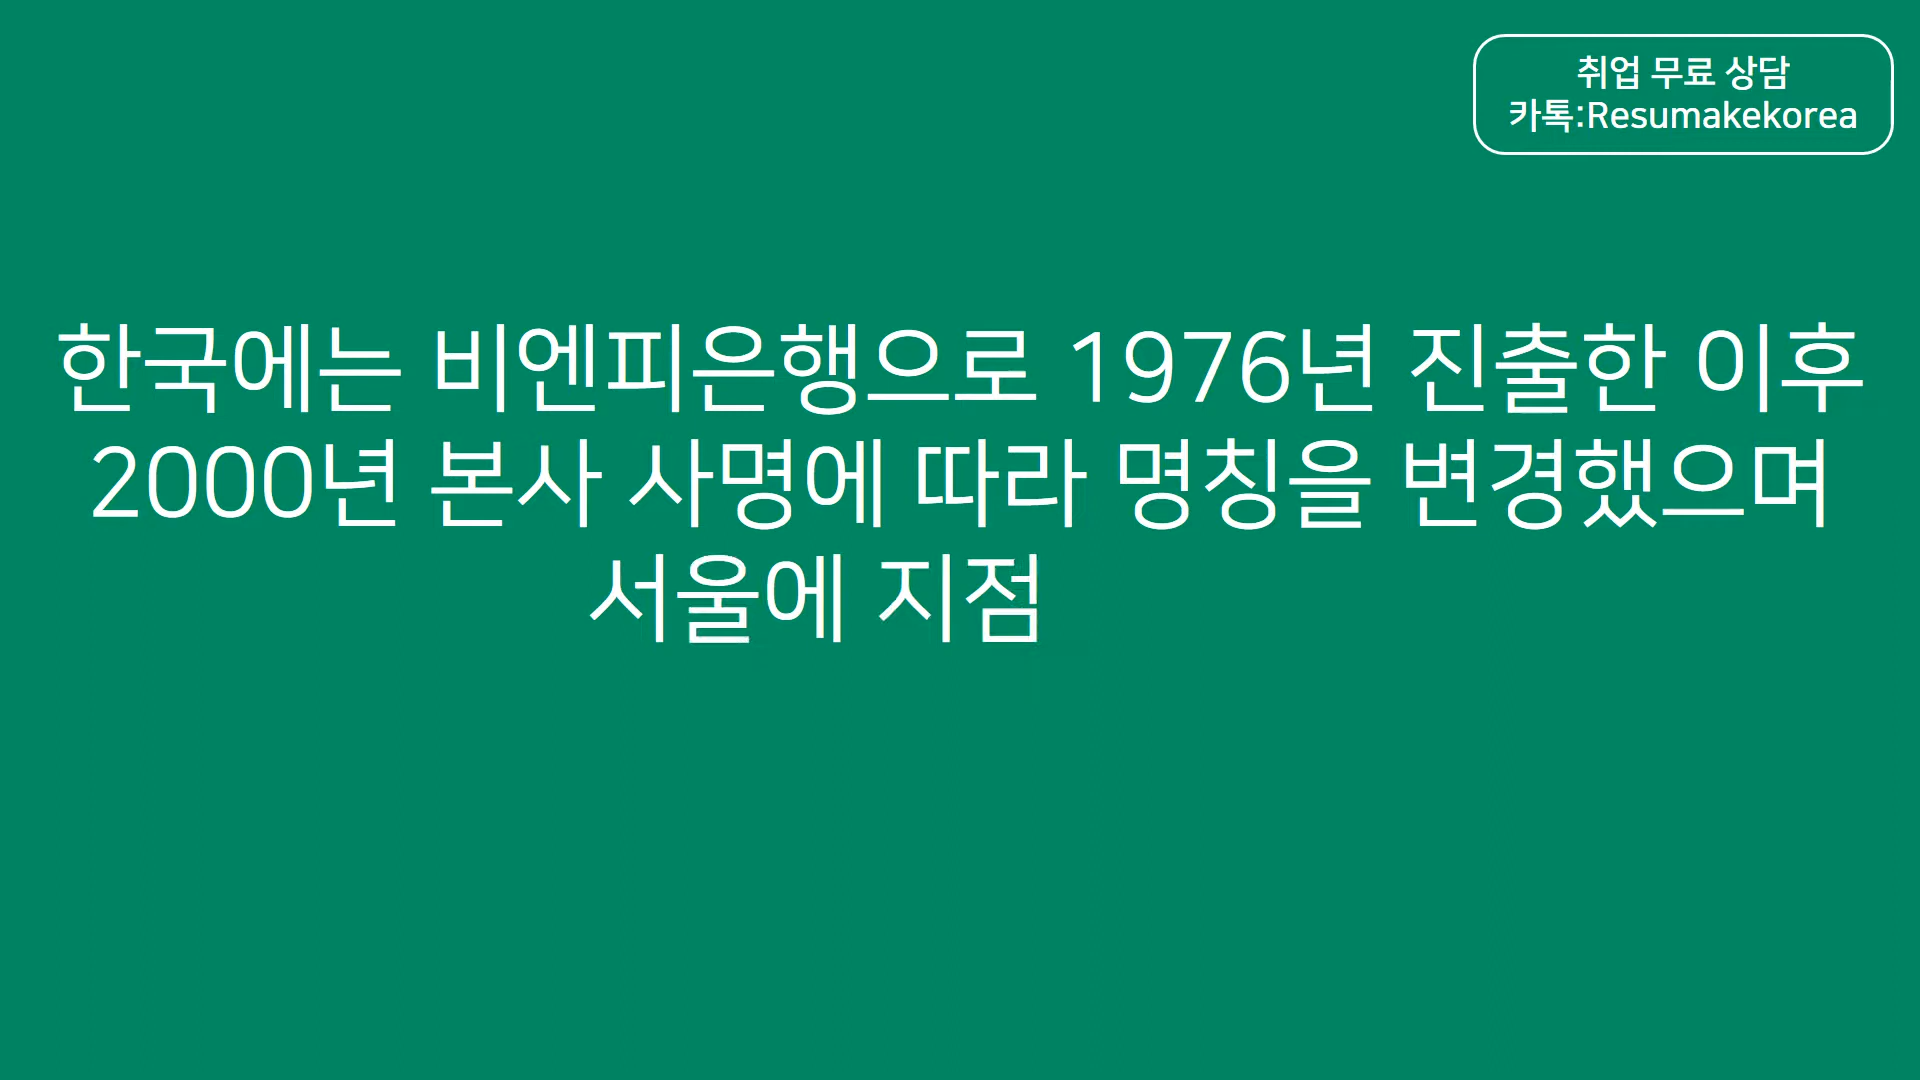 취업 무료 상담
카톡:Resumakekorea
한국에는 비엔피은행으로 1976년 진출한 이후
2000년 본사 사명에 따라 명칭을 변경했으며
서울에 지점